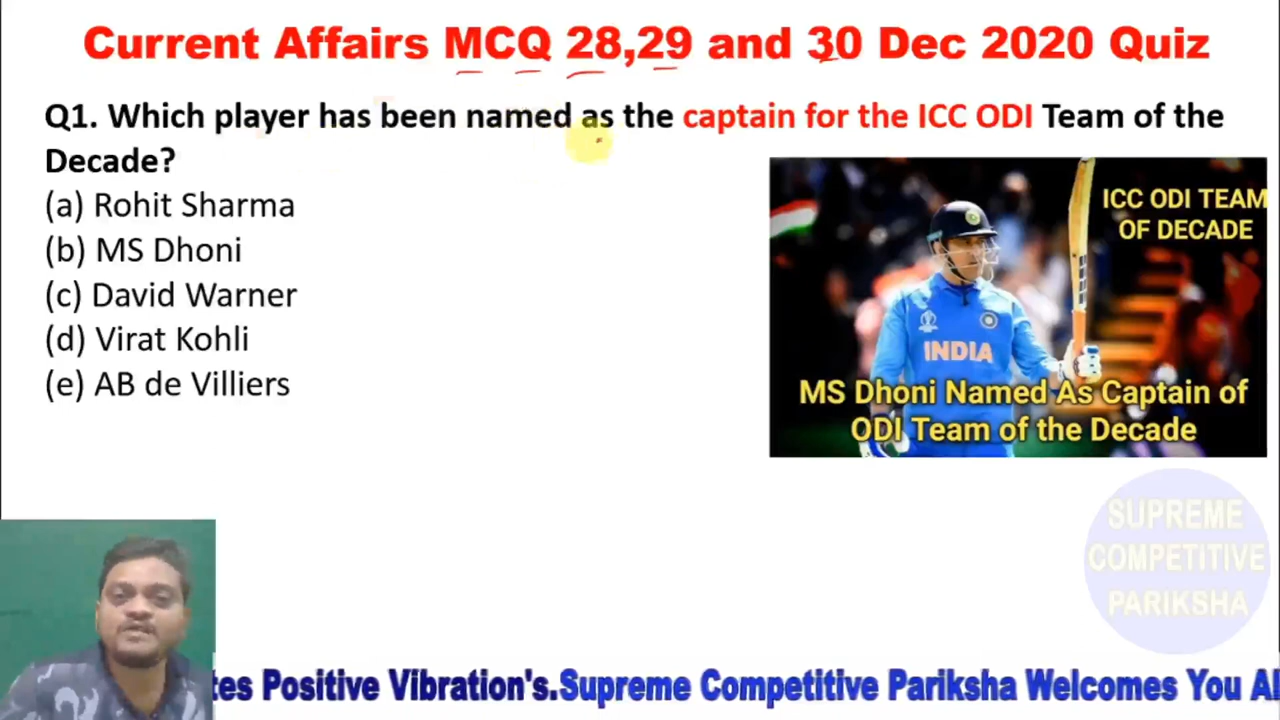 Current Affairs MCQ 28,29 and 30 Dec 2020 Quiz
Q1. Which player has been named as the captain for the ICC ODI Team of the
Decade?
(a) Rohit Sharma
(b) MS Dhoni
(c) David Warner
(d) Virat Kohli
(e) AB de Villiers
ICC ODI TEAM
OF DECADE
INDIA
MS Dhoni Named As Captain of
ODI Team of the Decade
SUPREME
COMPETITIVE
PARIKSHA
Positive Vibration's.Supreme Competitive Pariksha Welcomes You